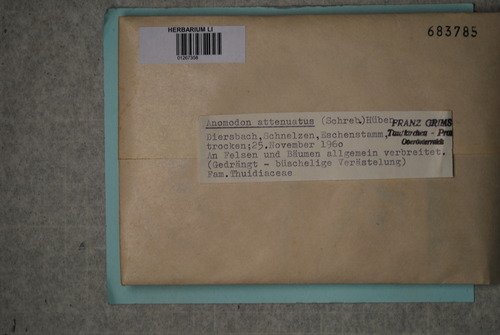 HERBARIUM LI
01267398
683785
Anomodon attenuatus (Schreb)Hüben
FRANZ GRIMS
Diersbach,Schnelzen,Eschenstamm,
Taufkirchen - Pram
trocken;25.November 1960
Oberösterreich
An Felsen und Bäumen allgemein verbreitet.
(Gedrängt - büschelige Verästelung)
Fam.Thuidiaceae